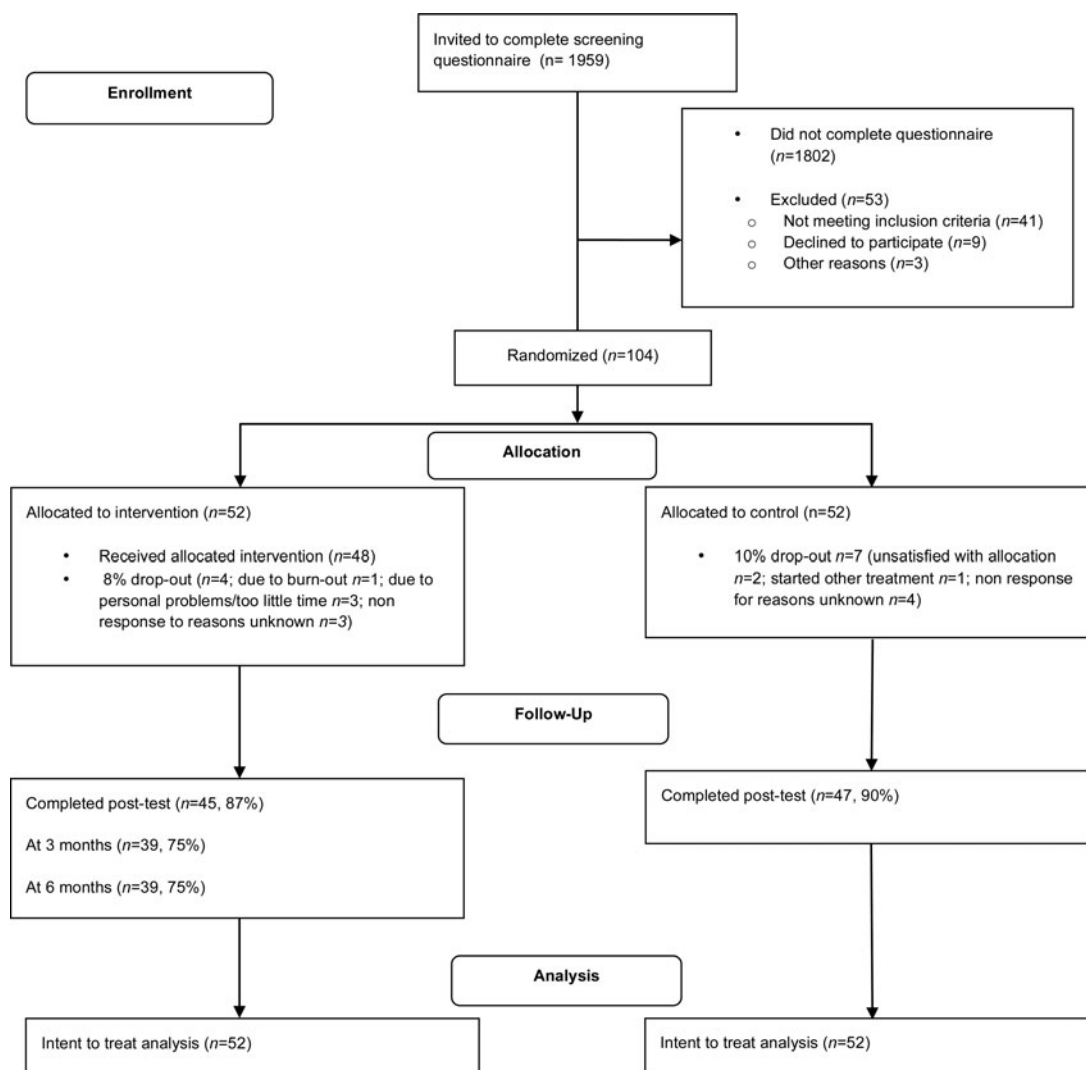 Invited to complete screening
questionnaire (n= 1959)
Enrollment
• Did not complete questionnaire
(n=1802)
• Excluded (n=53)
o Not meeting inclusion criteria (n=41)
o Declined to participate (n=9)
o Other reasons (n=3)
Randomized (n=104)
Allocation
Allocated to intervention (n=52)
• Received allocated intervention (n=48)
• 8% drop-out (n=4; due to burn-out n=1; due to
personal problems/too little time n=3; non
response to reasons unknown n=3)
Allocated to control (n=52)
• 10% drop-out n=7 (unsatisfied with allocation
n=2; started other treatment n=1; non response
for reasons unknown n=4)
Follow-Up
Completed post-test (n=45, 87%)
At 3 months (n=39, 75%)
At 6 months (n=39, 75%)
Completed post-test (n=47, 90%)
Analysis
Intent to treat analysis (n=52)
Intent to treat analysis (n=52)